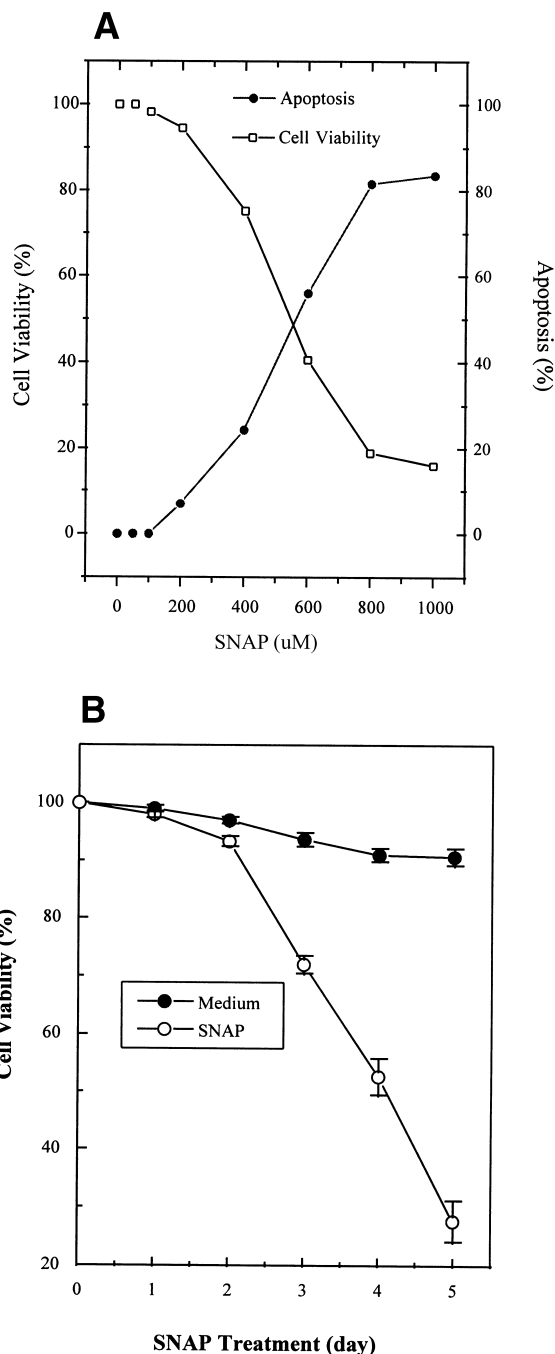 A
Apoptosis
Cell Viability
100
80
60
40
20
0
Cell Viability (%)
100
80
60
40
20
0
Apoptosis (%)
0 200 400 600 800 1000
SNAP (uM)
B
100
80
60
40
20
Cell Viability (%)
Medium
SNAP
0 1 2 3 4 5
SNAP Treatment (day)